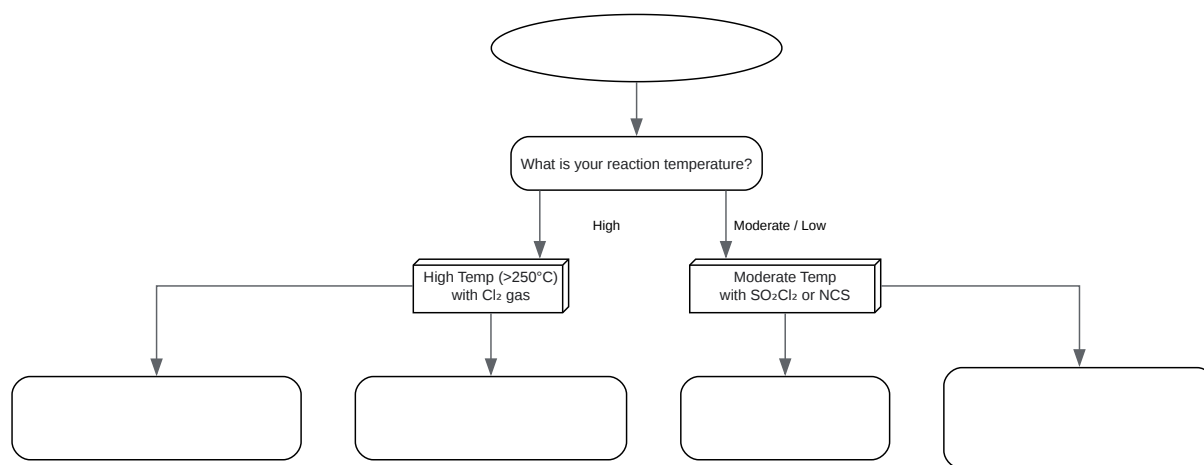 What is your reaction temperature?
High
Moderate / Low
High Temp (>250°C)
with Cl₂ gas
Moderate Temp
with SO₂Cl₂ or NCS